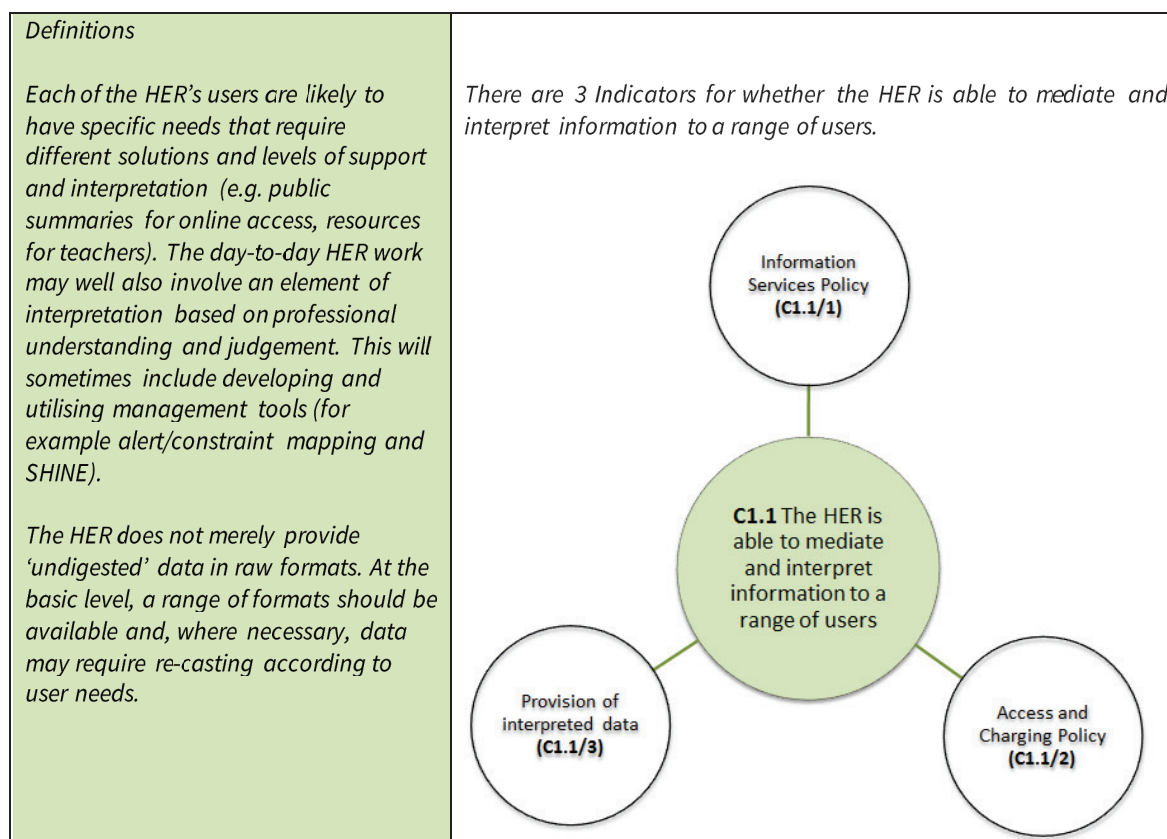 Definitions
Each of the HER's users are likely to
have specific needs that require
different solutions and levels of support
and interpretation (e.g. public
summaries for online access, resources
for teachers). The day-to-day HER work
may well also involve an element of
interpretation based on professional
understanding and judgement. This will
sometimes include developing and
utilising management tools (for
example alert/constraint mapping and
SHINE).
The HER does not merely provide
‘undigested’ data in raw formats. At the
basic level, a range of formats should be
available and, where necessary, data
may require re-casting according to
user needs.
There are 3 Indicators for whether the HER is able to mediate and
interpret information to a range of users.
Information
Services Policy
(C1.1/1)
C1.1 The HER is
able to mediate
and interpret
information to a
range of users
Provision of
interpreted data
(C1.1/3)
Access and
Charging Policy
(C1.1/2)